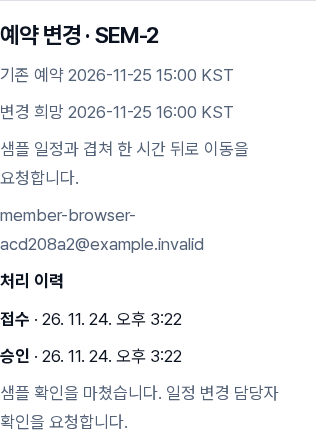 예약 변경 · SEM-2
기존 예약 2026-11-25 15:00 KST
변경 희망 2026-11-25 16:00 KST
샘플 일정과 겹쳐 한 시간 뒤로 이동을
요청합니다.
member-browser-
acd208a2@example.invalid
처리 이력
접수 · 26. 11. 24. 오후 3:22
승인 · 26. 11. 24. 오후 3:22
샘플 확인을 마쳤습니다. 일정 변경 담당자
확인을 요청합니다.